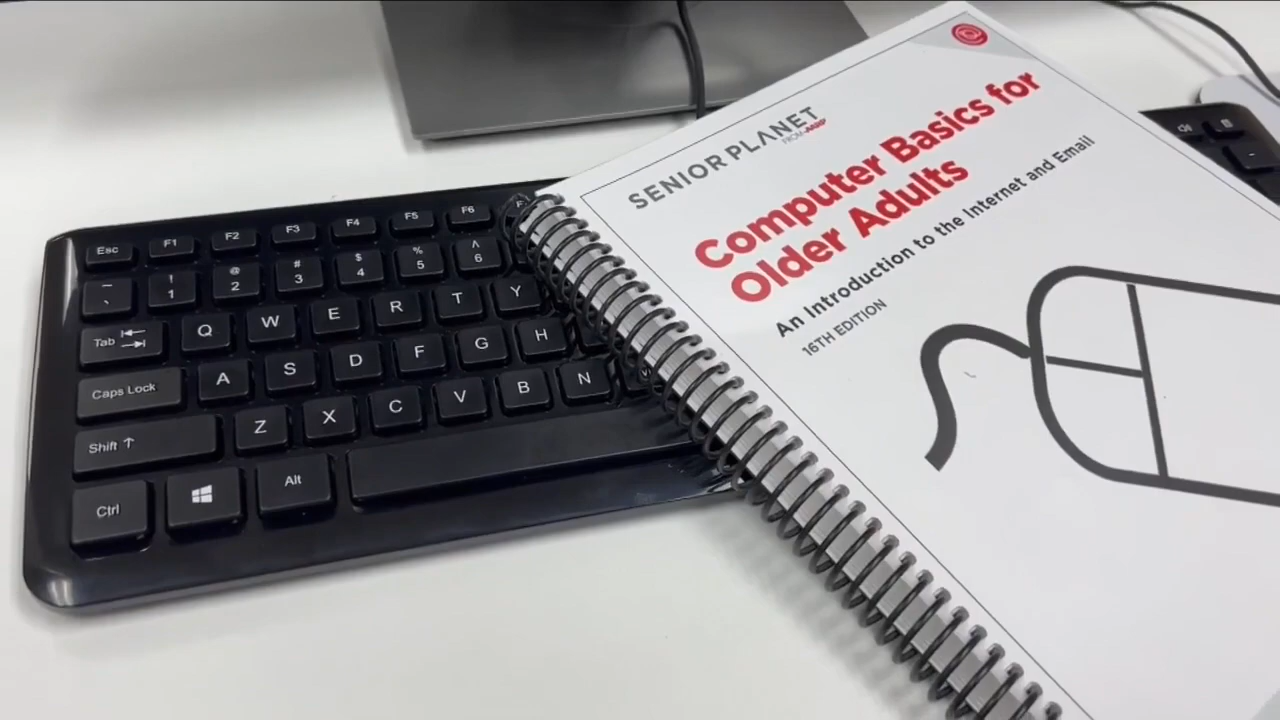 SENIOR PLANET
FROM AARP
Computer Basics for
Older Adults
An Introduction to the Internet and Email
16TH EDITION
Esc F1 F2 F3 F4 F5 F6
~ ! @ # $ % ^
` 1 2 3 4 5 6
Tab Q W E R T Y
Caps Lock A S D F G H
Shift Z X C V B N
Ctrl Alt